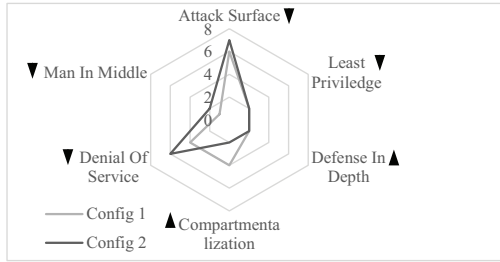 Attack Surface ▼
8
6
4
2
0
▼ Man In Middle
Least ▼
Priviledge
▼ Denial Of
Service
Defense In
Depth ▲
▲ Compartmenta
lization
Config 1
Config 2